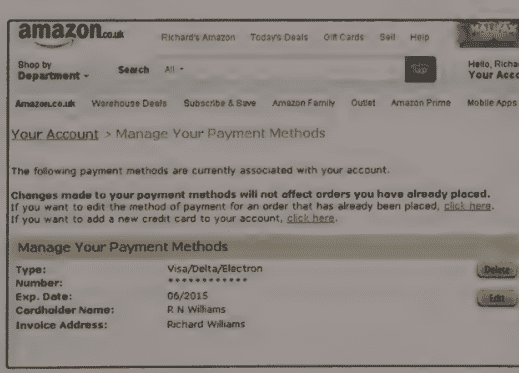 amazon.co.uk
Richard's Amazon Today's Deals Gift Cards Sell Help
Shop by
Department
Search All
Hello, Richa
Your Acco
Amazon.co.uk Warehouse Deals Subscribe & Save Amazon Family Outlet Amazon Prime Mobile Apps
Your Account > Manage Your Payment Methods
The following payment methods are currently associated with your account.
Changes made to your payment methods will not affect orders you have already placed.
If you want to edit the method of payment for an order that has already been placed, click here.
If you want to add a new credit card to your account, click here.
Manage Your Payment Methods
Type: Visa/Delta/Electron Delete
Number: ************
Exp. Date: 06/2015 Edit
Cardholder Name: R N Williams
Invoice Address: Richard Williams